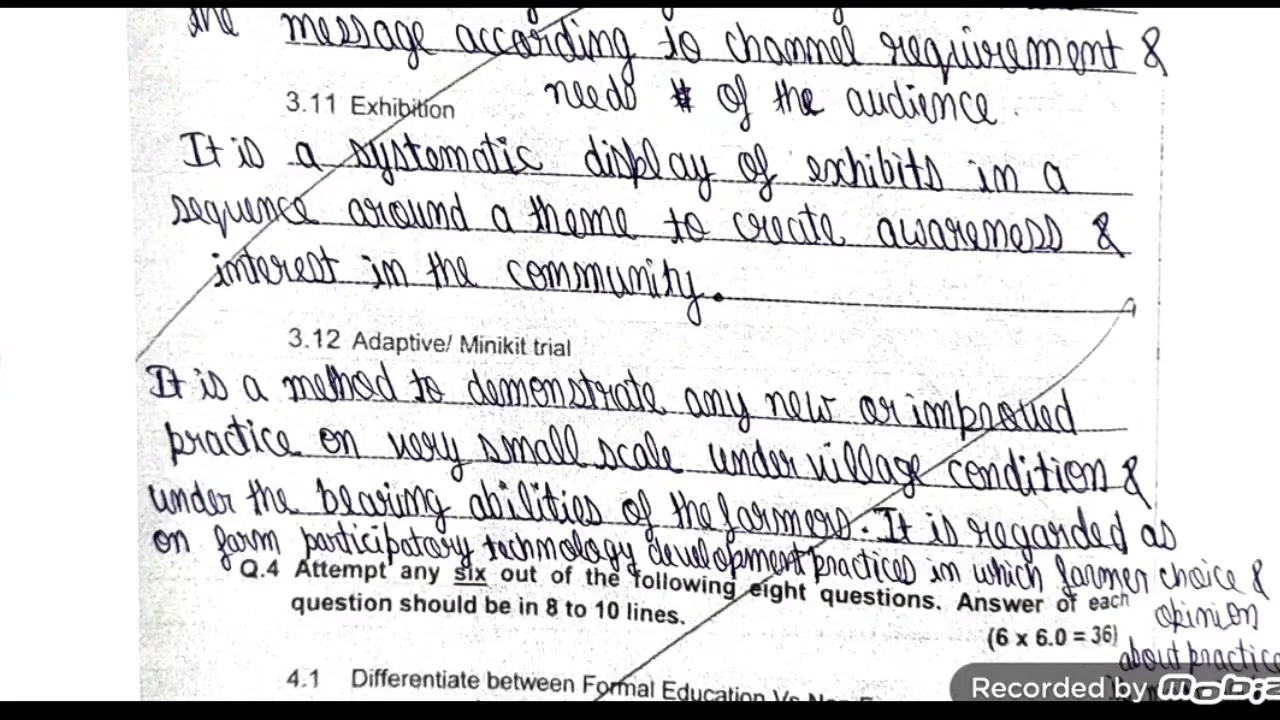 the message according to channel requirement &
needs of the audience.
3.11 Exhibition
It is a systematic display of exhibits in a
sequence around a theme to create awareness &
interest in the community.
3.12 Adaptive/ Minikit trial
It is a method to demonstrate any new or improved
practice on very small scale under village condition &
under the bearing abilities of the farmers. It is regarded as
on farm participatory technology development practices in which farmer choice &
opinion
about practice
Q.4 Attempt any six out of the following eight questions. Answer of each
question should be in 8 to 10 lines.
(6 x 6.0 = 36)
4.1 Differentiate between Formal Education Vs
Recorded by